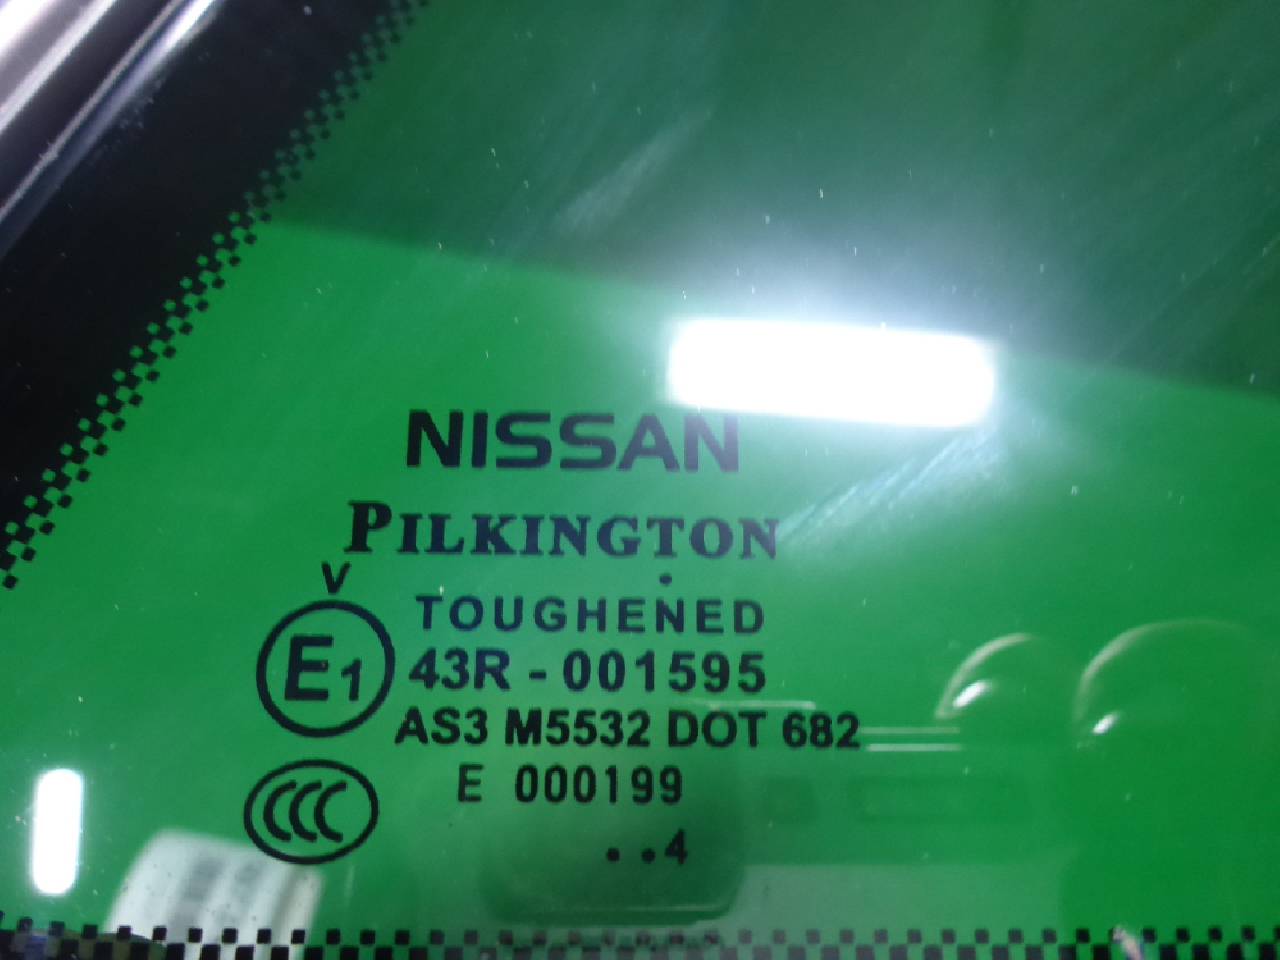 NISSAN
PILKINGTON
V .
TOUGHENED
E1 43R - 001595
AS3 M5532 DOT 682
CCC E 000199
. . 4